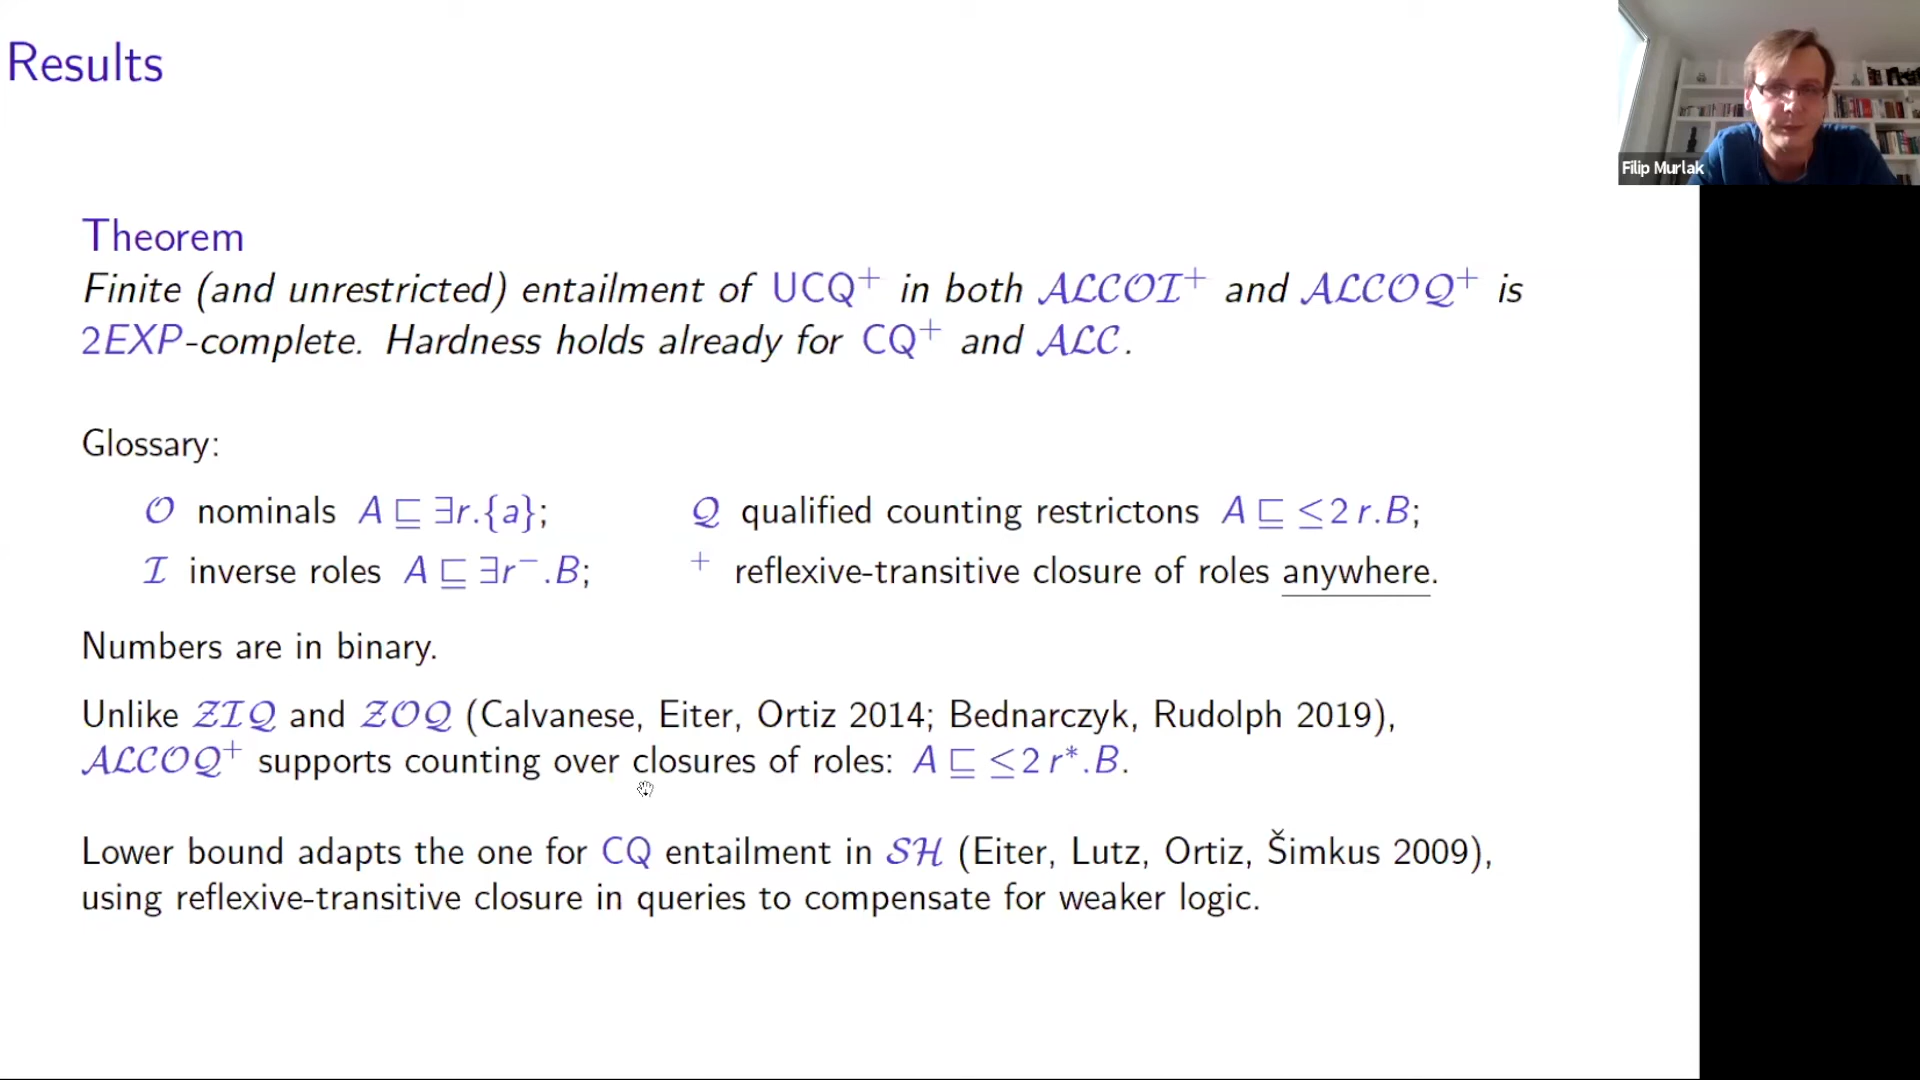 Results
Filip Murlak
Theorem
Finite (and unrestricted) entailment of UCQ⁺ in both 𝒜ℒ𝒞𝒪ℐ⁺ and 𝒜ℒ𝒞𝒪𝒬⁺ is
2EXP-complete. Hardness holds already for CQ⁺ and 𝒜ℒ𝒞.
Glossary:
𝒪 nominals A ⊑ ∃r.{a}; 𝒬 qualified counting restrictons A ⊑ ≤2 r.B;
ℐ inverse roles A ⊑ ∃r⁻.B; ⁺ reflexive-transitive closure of roles anywhere.
Numbers are in binary.
Unlike 𝒵ℐ𝒬 and 𝒵𝒪𝒬 (Calvanese, Eiter, Ortiz 2014; Bednarczyk, Rudolph 2019),
𝒜ℒ𝒞𝒪𝒬⁺ supports counting over closures of roles: A ⊑ ≤2 r*.B.
Lower bound adapts the one for CQ entailment in 𝒮ℋ (Eiter, Lutz, Ortiz, Šimkus 2009),
using reflexive-transitive closure in queries to compensate for weaker logic.